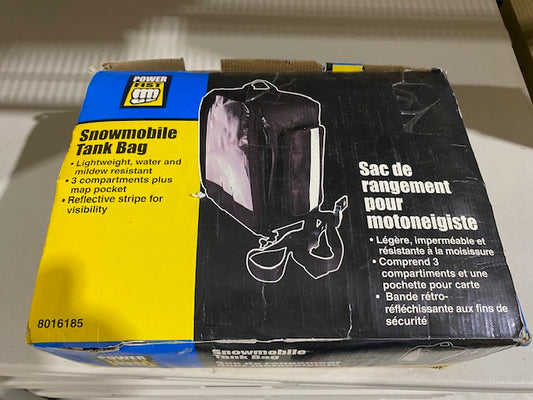 POWER
FIST
Snowmobile
Tank Bag
• Lightweight, water and
mildew resistant
• 3 compartments plus
map pocket
• Reflective stripe for
visibility
8016185
Sac de
rangement
pour
motoneigiste
• Légère, imperméable et
résistante à la moisissure
• Comprend 3
compartiments et une
pochette pour carte
• Bande rétro-
réfléchissante aux fins de
sécurité
POWER
Snowmobile
Tank Bag